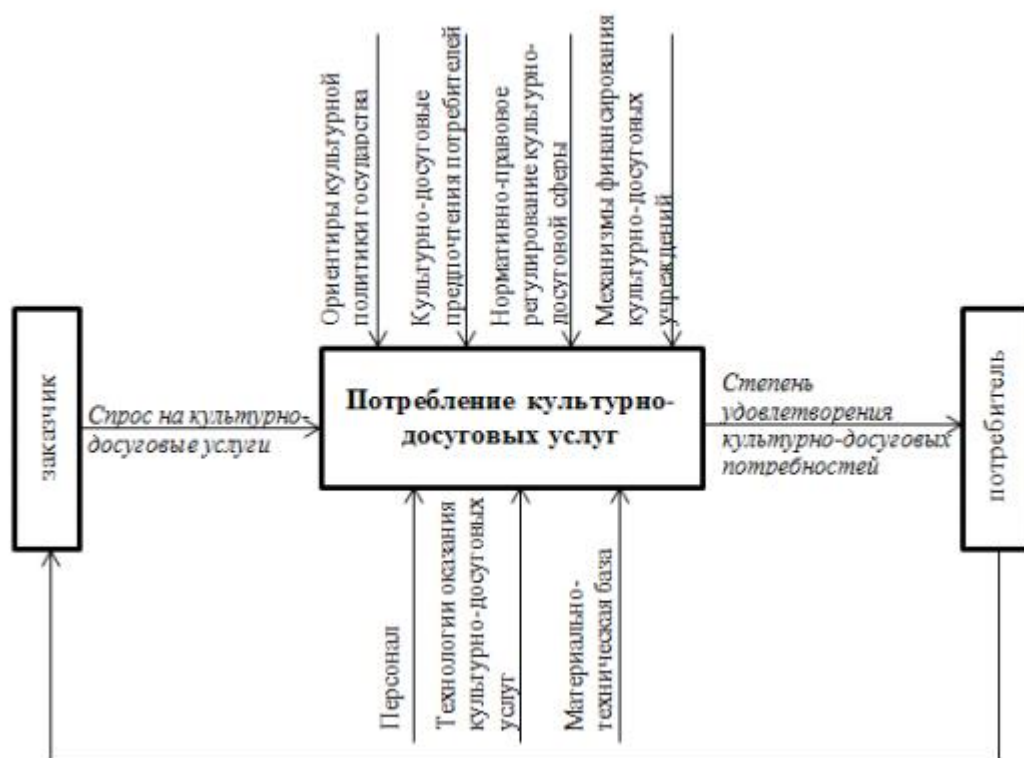 Ориентиры культурной
политики государства
Культурно-досуговые
предпочтения потребителей
Нормативно-правовое
регулирование культурно-
досуговой сферы
Механизмы финансирования
культурно-досуговых
учреждений
заказчик
Спрос на культурно-
досуговые услуги
Потребление культурно-
досуговых услуг
Степень
удовлетворения
культурно-досуговых
потребностей
потребитель
Персонал
Технологии оказания
культурно-досуговых
услуг
Материально-
техническая база